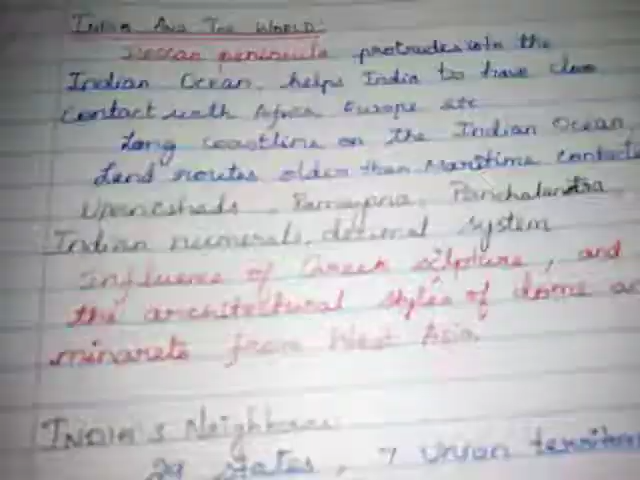 INDIA AND THE WORLD:
Deccan peninsula protrudes into the
Indian Ocean, helps India to have close
contact with Africa Europe etc
Long coastline on the Indian Ocean
Land routes older than Maritime contacts
Upanishads, Ramayana, Panchatantra
Indian numerals, decimal system
Influence of Greek sculpture, and
the architectural styles of dome and
minarets from West Asia.
INDIA'S Neighbours
29 states, 7 Union territories